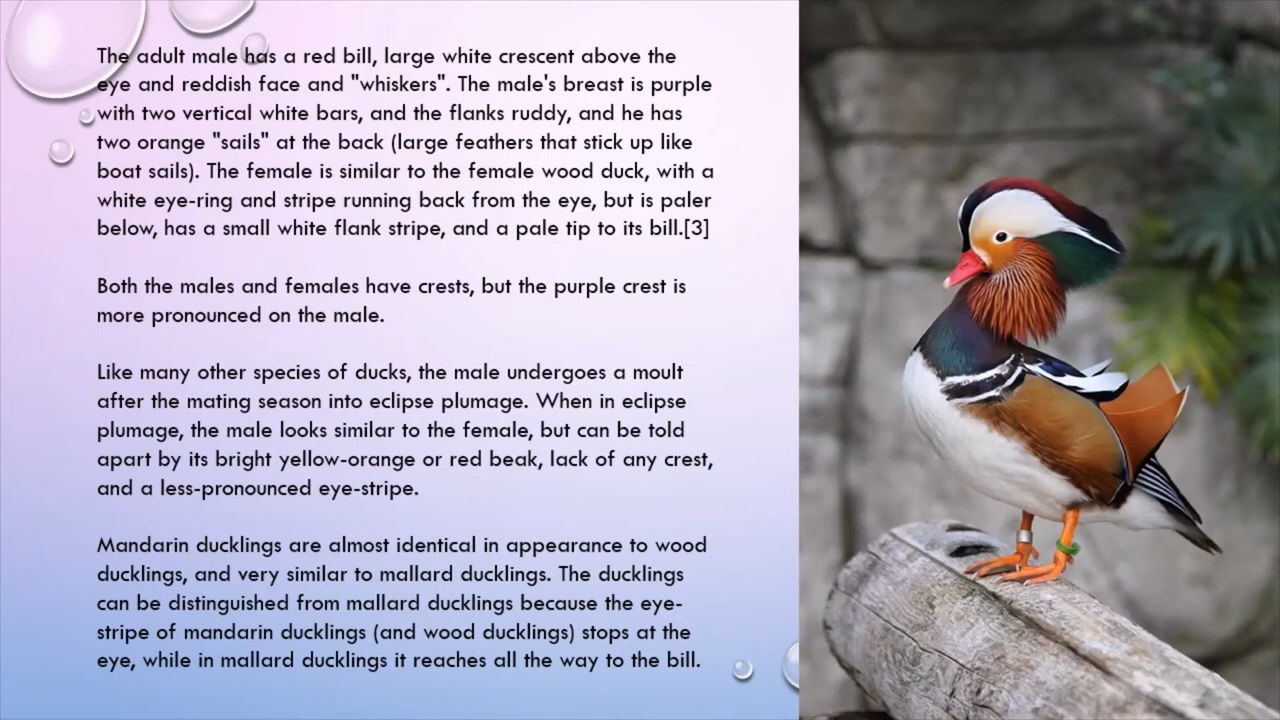 The adult male has a red bill, large white crescent above the
eye and reddish face and "whiskers". The male's breast is purple
with two vertical white bars, and the flanks ruddy, and he has
two orange "sails" at the back (large feathers that stick up like
boat sails). The female is similar to the female wood duck, with a
white eye-ring and stripe running back from the eye, but is paler
below, has a small white flank stripe, and a pale tip to its bill.[3]
Both the males and females have crests, but the purple crest is
more pronounced on the male.
Like many other species of ducks, the male undergoes a moult
after the mating season into eclipse plumage. When in eclipse
plumage, the male looks similar to the female, but can be told
apart by its bright yellow-orange or red beak, lack of any crest,
and a less-pronounced eye-stripe.
Mandarin ducklings are almost identical in appearance to wood
ducklings, and very similar to mallard ducklings. The ducklings
can be distinguished from mallard ducklings because the eye-
stripe of mandarin ducklings (and wood ducklings) stops at the
eye, while in mallard ducklings it reaches all the way to the bill.